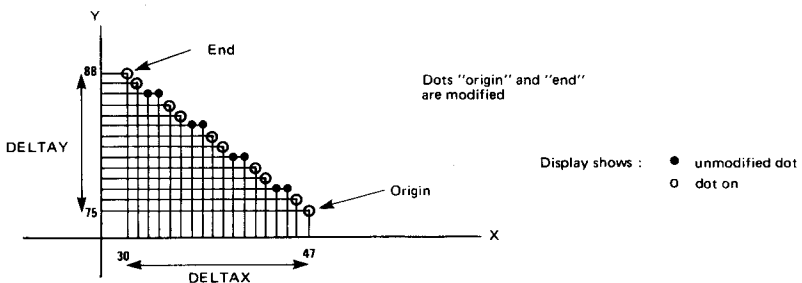 Y
End
88
Dots "origin" and "end"
are modified
DELTAY
Display shows : unmodified dot
dot on
Origin
75
X
30 47
DELTAX